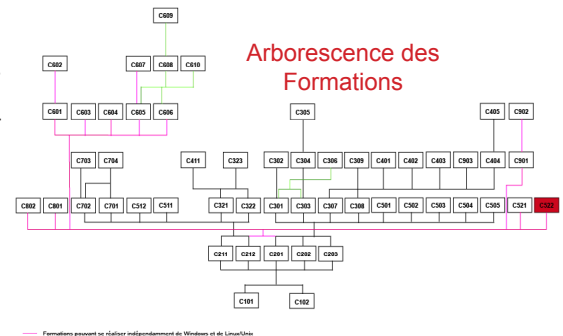 C609
Arborescence des
Formations
C602 C607 C608 C610
C601 C603 C604 C605 C606
C305 C405 C902
C703 C704 C411 C323 C302 C304 C306 C309 C401 C402 C403 C903 C404 C901
C802 C801 C702 C701 C512 C511 C321 C322 C301 C303 C307 C308 C501 C502 C503 C504 C505 C521 C522
C211 C212 C201 C202 C203
C101 C102
Formations pouvant se réaliser indépendamment de Windows et de Linux/Unix